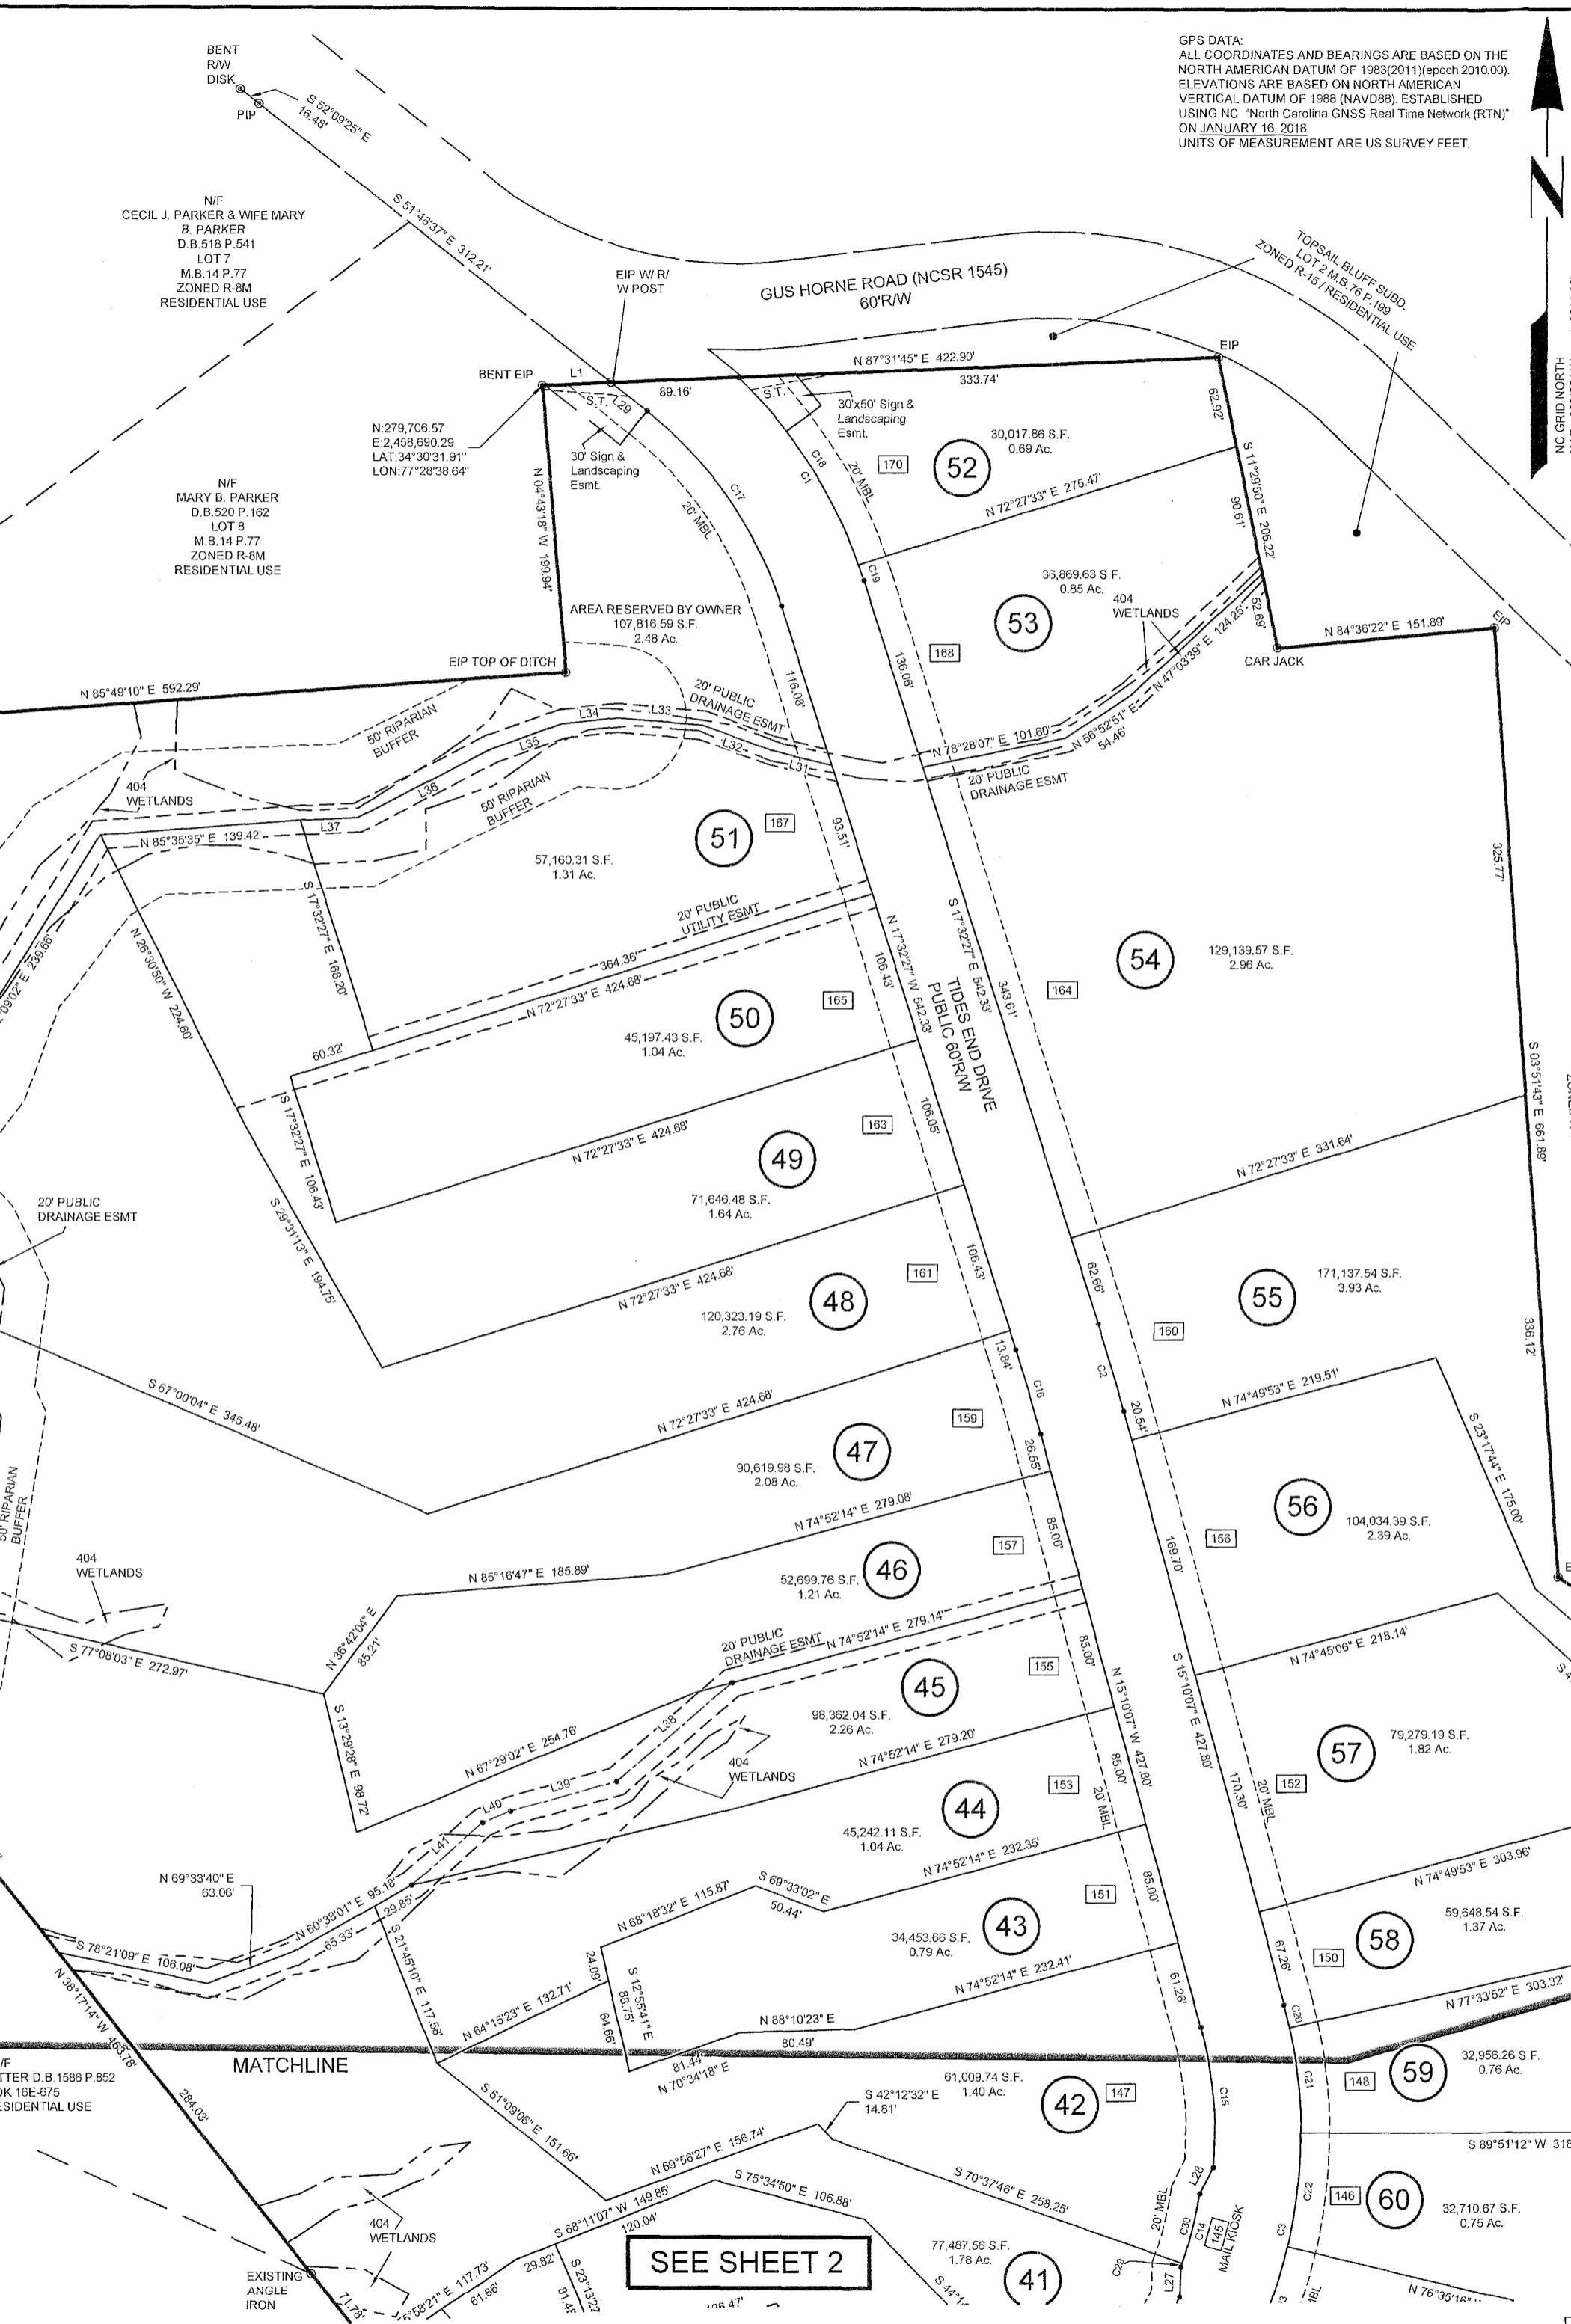 GPS DATA:
ALL COORDINATES AND BEARINGS ARE BASED ON THE
NORTH AMERICAN DATUM OF 1983(2011)(epoch 2010.00).
ELEVATIONS ARE BASED ON NORTH AMERICAN
VERTICAL DATUM OF 1988 (NAVD88). ESTABLISHED
USING NC "North Carolina GNSS Real Time Network (RTN)"
ON JANUARY 16, 2018.
UNITS OF MEASUREMENT ARE US SURVEY FEET.
N
NC GRID NORTH
BENT
R/W
DISK
PIP
S 52°09'25" E
16.48'
N/F
CECIL J. PARKER & WIFE MARY
B. PARKER
D.B.518 P.541
LOT 7
M.B.14 P.77
ZONED R-8M
RESIDENTIAL USE
S 51°48'37" E 312.21'
EIP W/ R/
W POST
GUS HORNE ROAD (NCSR 1545)
60'R/W
TOPSAIL BLUFF SUBD.
LOT 2 M.B.76 P.199
ZONED R-15 / RESIDENTIAL USE
EIP
N 87°31'45" E 422.90'
BENT EIP
L1
89.16'
333.74'
S.T.
L29
S.T.
30'x50' Sign &
Landscaping
Esmt.
30' Sign &
Landscaping
Esmt.
N:279,706.57
E:2,458,690.29
LAT:34°30'31.91"
LON:77°28'38.64"
N/F
MARY B. PARKER
D.B.520 P.162
LOT 8
M.B.14 P.77
ZONED R-8M
RESIDENTIAL USE
N 04°43'18" W 199.94'
20' MBL
C17
C18
C1
20' MBL
170
52
30,017.86 S.F.
0.69 Ac.
62.92'
N 72°27'33" E 275.47'
S 11°29'50" E 206.22'
90.61'
52.69'
C19
36,869.63 S.F.
0.85 Ac.
53
404
WETLANDS
168
136.06'
N 47°03'39" E 124.25'
CAR JACK
N 84°36'22" E 151.89'
EIP
AREA RESERVED BY OWNER
107,816.59 S.F.
2.48 Ac.
EIP TOP OF DITCH
N 85°49'10" E 592.29'
50' RIPARIAN
BUFFER
20' PUBLIC
DRAINAGE ESMT
116.08'
L34
L33
L35
L32
L31
L36
L37
N 78°28'07" E 101.60'
N 56°52'51" E
54.46'
20' PUBLIC
DRAINAGE ESMT
404
WETLANDS
50' RIPARIAN
BUFFER
N 85°35'35" E 139.42'
51
167
57,160.31 S.F.
1.31 Ac.
93.51'
325.77'
S 17°32'27" E 168.20'
20' PUBLIC
UTILITY ESMT
N 26°30'50" W 224.60'
09'02" E 239.66'
364.36'
N 72°27'33" E 424.68'
60.32'
106.43'
N 17°32'27" W 542.33'
S 17°32'27" E 542.33'
TIDES END DRIVE
PUBLIC 60'R/W
343.61'
54
129,139.57 S.F.
2.96 Ac.
164
165
50
45,197.43 S.F.
1.04 Ac.
S 03°51'43" E 661.89'
S 17°32'27" E 106.43'
N 72°27'33" E 424.68'
163
106.05'
49
71,646.48 S.F.
1.64 Ac.
N 72°27'33" E 331.64'
20' PUBLIC
DRAINAGE ESMT
S 29°31'13" E 194.75'
N 72°27'33" E 424.68'
161
106.43'
48
120,323.19 S.F.
2.76 Ac.
62.66'
55
171,137.54 S.F.
3.93 Ac.
160
336.12'
S 67°00'04" E 345.48'
13.84'
C16
C2
N 72°27'33" E 424.68'
159
26.55'
20.54'
N 74°49'53" E 219.51'
S 23°17'44" E 175.00'
47
90,619.98 S.F.
2.08 Ac.
50' RIPARIAN
BUFFER
N 74°52'14" E 279.08'
85.00'
56
104,034.39 S.F.
2.39 Ac.
156
169.70'
157
46
52,699.76 S.F.
1.21 Ac.
404
WETLANDS
N 85°16'47" E 185.89'
N 36°42'04" E
85.21'
S 77°08'03" E 272.97'
20' PUBLIC
DRAINAGE ESMT
N 74°52'14" E 279.14'
85.00'
N 74°45'06" E 218.14'
155
45
98,362.04 S.F.
2.26 Ac.
N 15°10'07" W 427.80'
S 15°10'07" E 427.80'
S 13°29'28" E 98.72'
N 67°29'02" E 254.76'
L38
L39
L40
L41
404
WETLANDS
N 74°52'14" E 279.20'
85.00'
20' MBL
170.30'
20' MBL
57
79,279.19 S.F.
1.82 Ac.
152
153
44
45,242.11 S.F.
1.04 Ac.
N 74°52'14" E 232.35'
85.00'
N 74°49'53" E 303.96'
N 69°33'40" E
63.06'
N 60°38'01" E 95.18'
29.85'
65.33'
S 78°21'09" E 106.08'
S 21°45'10" E 117.58'
N 68°18'32" E 115.87'
S 69°33'02" E
50.44'
151
43
34,453.66 S.F.
0.79 Ac.
58
59,648.54 S.F.
1.37 Ac.
150
67.26'
24.09'
S 12°55'41" E
88.75'
64.66'
N 64°15'23" E 132.71'
N 74°52'14" E 232.41'
61.26'
C20
N 77°33'52" E 303.32'
N 88°10'23" E
80.49'
81.44'
N 70°34'18" E
N 38°17'14" W 463.78'
MATCHLINE
TTER D.B.1586 P.852
ESIDENTIAL USE
284.03'
S 51°09'06" E 151.66'
61,009.74 S.F.
1.40 Ac.
42
147
C15
C21
148
59
32,956.26 S.F.
0.76 Ac.
S 42°12'32" E
14.81'
N 69°56'27" E 156.74'
S 89°51'12" W 318
S 70°37'46" E 258.25'
S 75°34'50" E 106.88'
L28
C22
146
60
32,710.67 S.F.
0.75 Ac.
C3
C30
C14
145
MAIL KIOSK
20' MBL
C29
L27
404
WETLANDS
S 68°11'07" W 149.85'
120.04'
29.82'
SEE SHEET 2
77,487.56 S.F.
1.78 Ac.
41
EXISTING
ANGLE
IRON
71.78'
58'21" E 117.73'
61.86'
S 23°13'27
N 76°35'18"